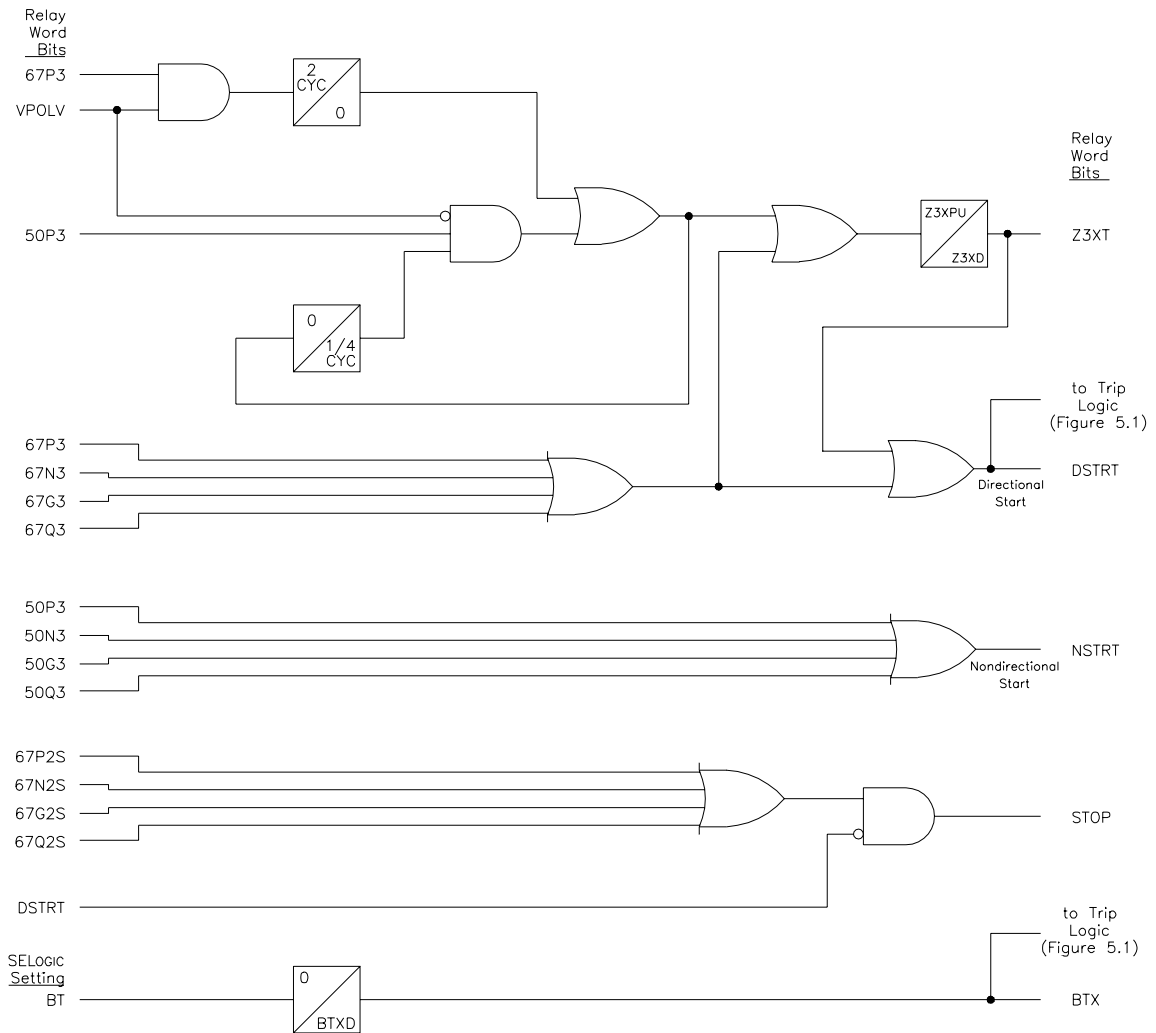 Relay
Word
Bits
67P3
VPOLV
2
CYC
0
50P3
0
1/4
CYC
Relay
Word
Bits
Z3XPU
Z3XD
Z3XT
to Trip
Logic
(Figure 5.1)
67P3
67N3
67G3
67Q3
DSTRT
Directional
Start
50P3
50N3
50G3
50Q3
NSTRT
Nondirectional
Start
67P2S
67N2S
67G2S
67Q2S
STOP
DSTRT
to Trip
Logic
(Figure 5.1)
SELOGIC
Setting
BT
0
BTXD
BTX